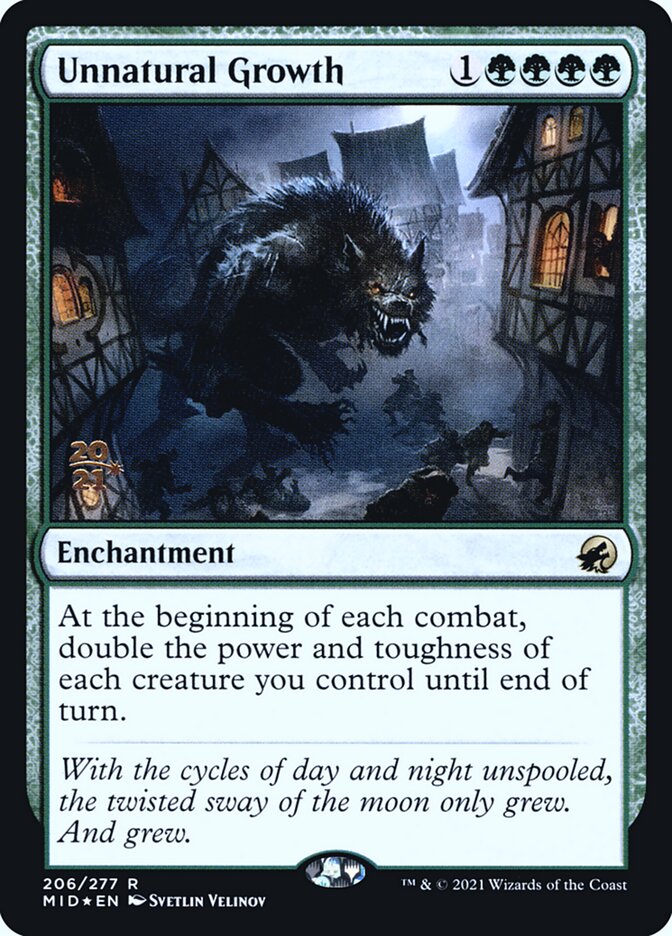 Unnatural Growth 1
20
21
Enchantment
At the beginning of each combat,
double the power and toughness of
each creature you control until end of
turn.
With the cycles of day and night unspooled,
the twisted sway of the moon only grew.
And grew.
206/277 R
MID★EN Svetlin Velinov
™ & © 2021 Wizards of the Coast